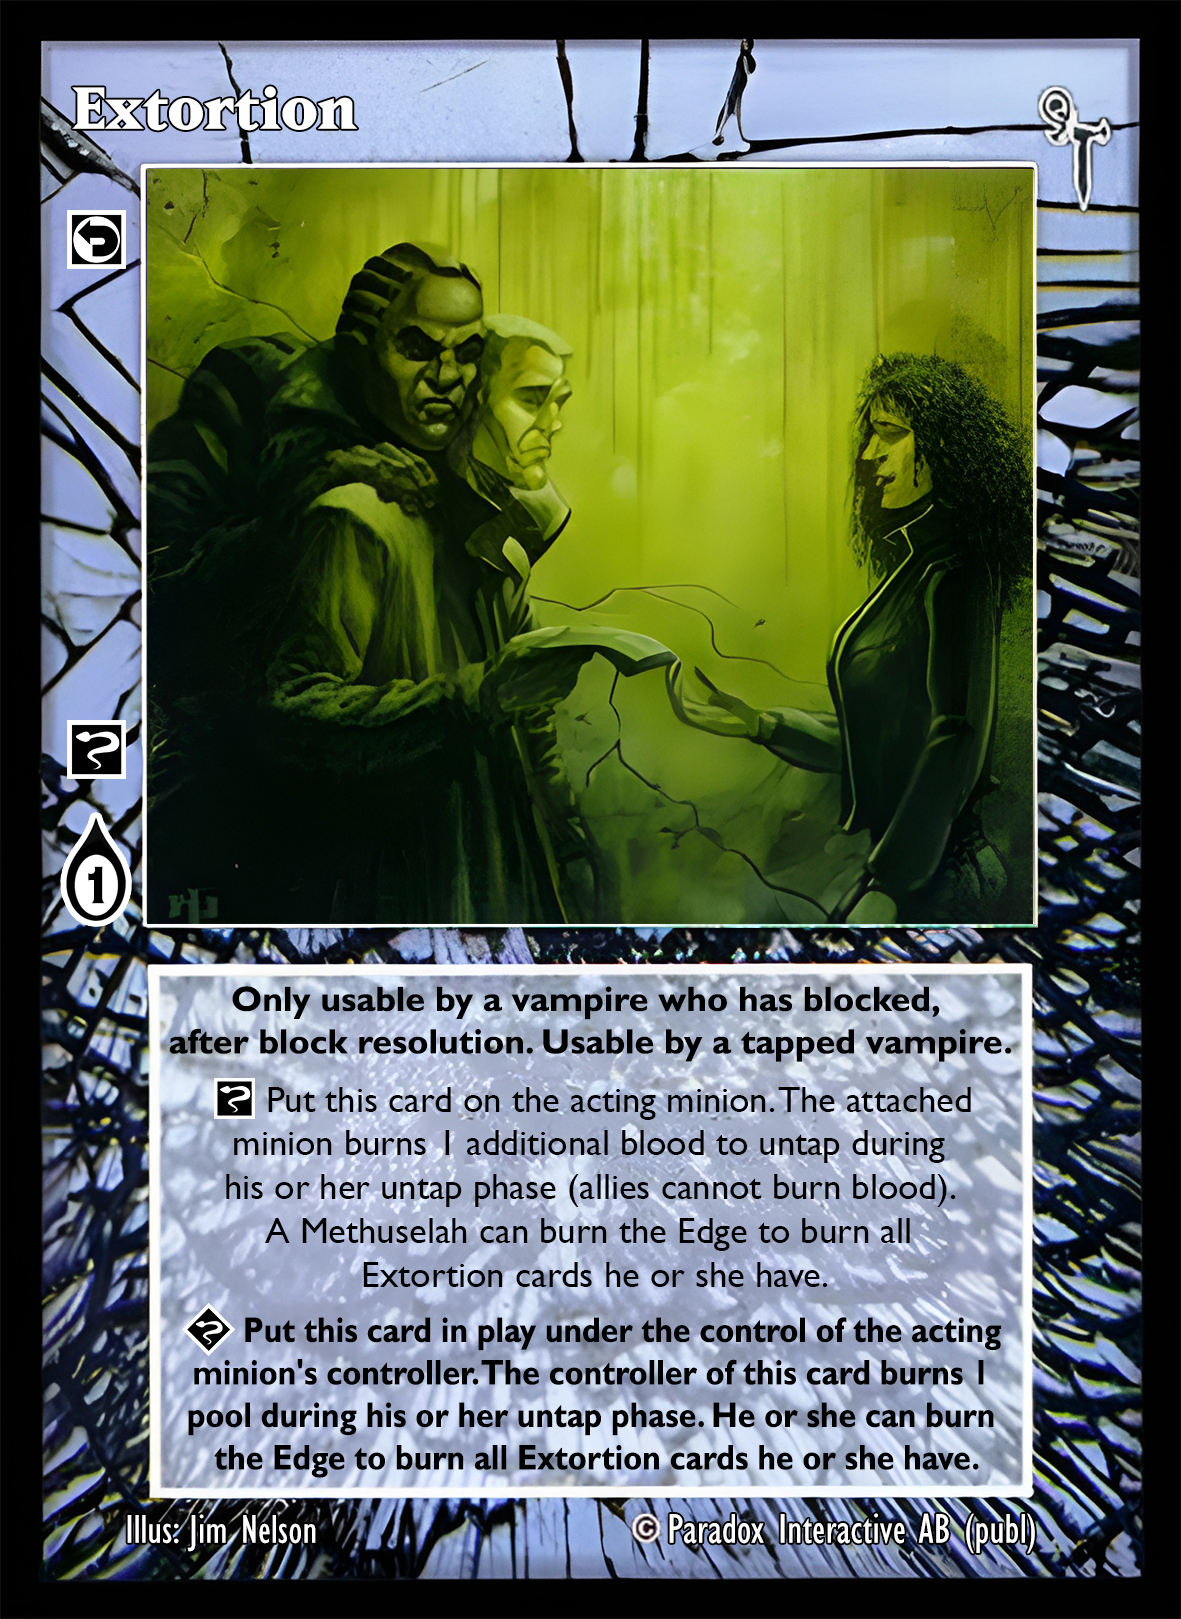 Extortion
1
Only usable by a vampire who has blocked,
after block resolution. Usable by a tapped vampire.
Put this card on the acting minion. The attached
minion burns 1 additional blood to untap during
his or her untap phase (allies cannot burn blood).
A Methuselah can burn the Edge to burn all
Extortion cards he or she have.
Put this card in play under the control of the acting
minion's controller. The controller of this card burns 1
pool during his or her untap phase. He or she can burn
the Edge to burn all Extortion cards he or she have.
Illus: Jim Nelson
© Paradox Interactive AB (publ)